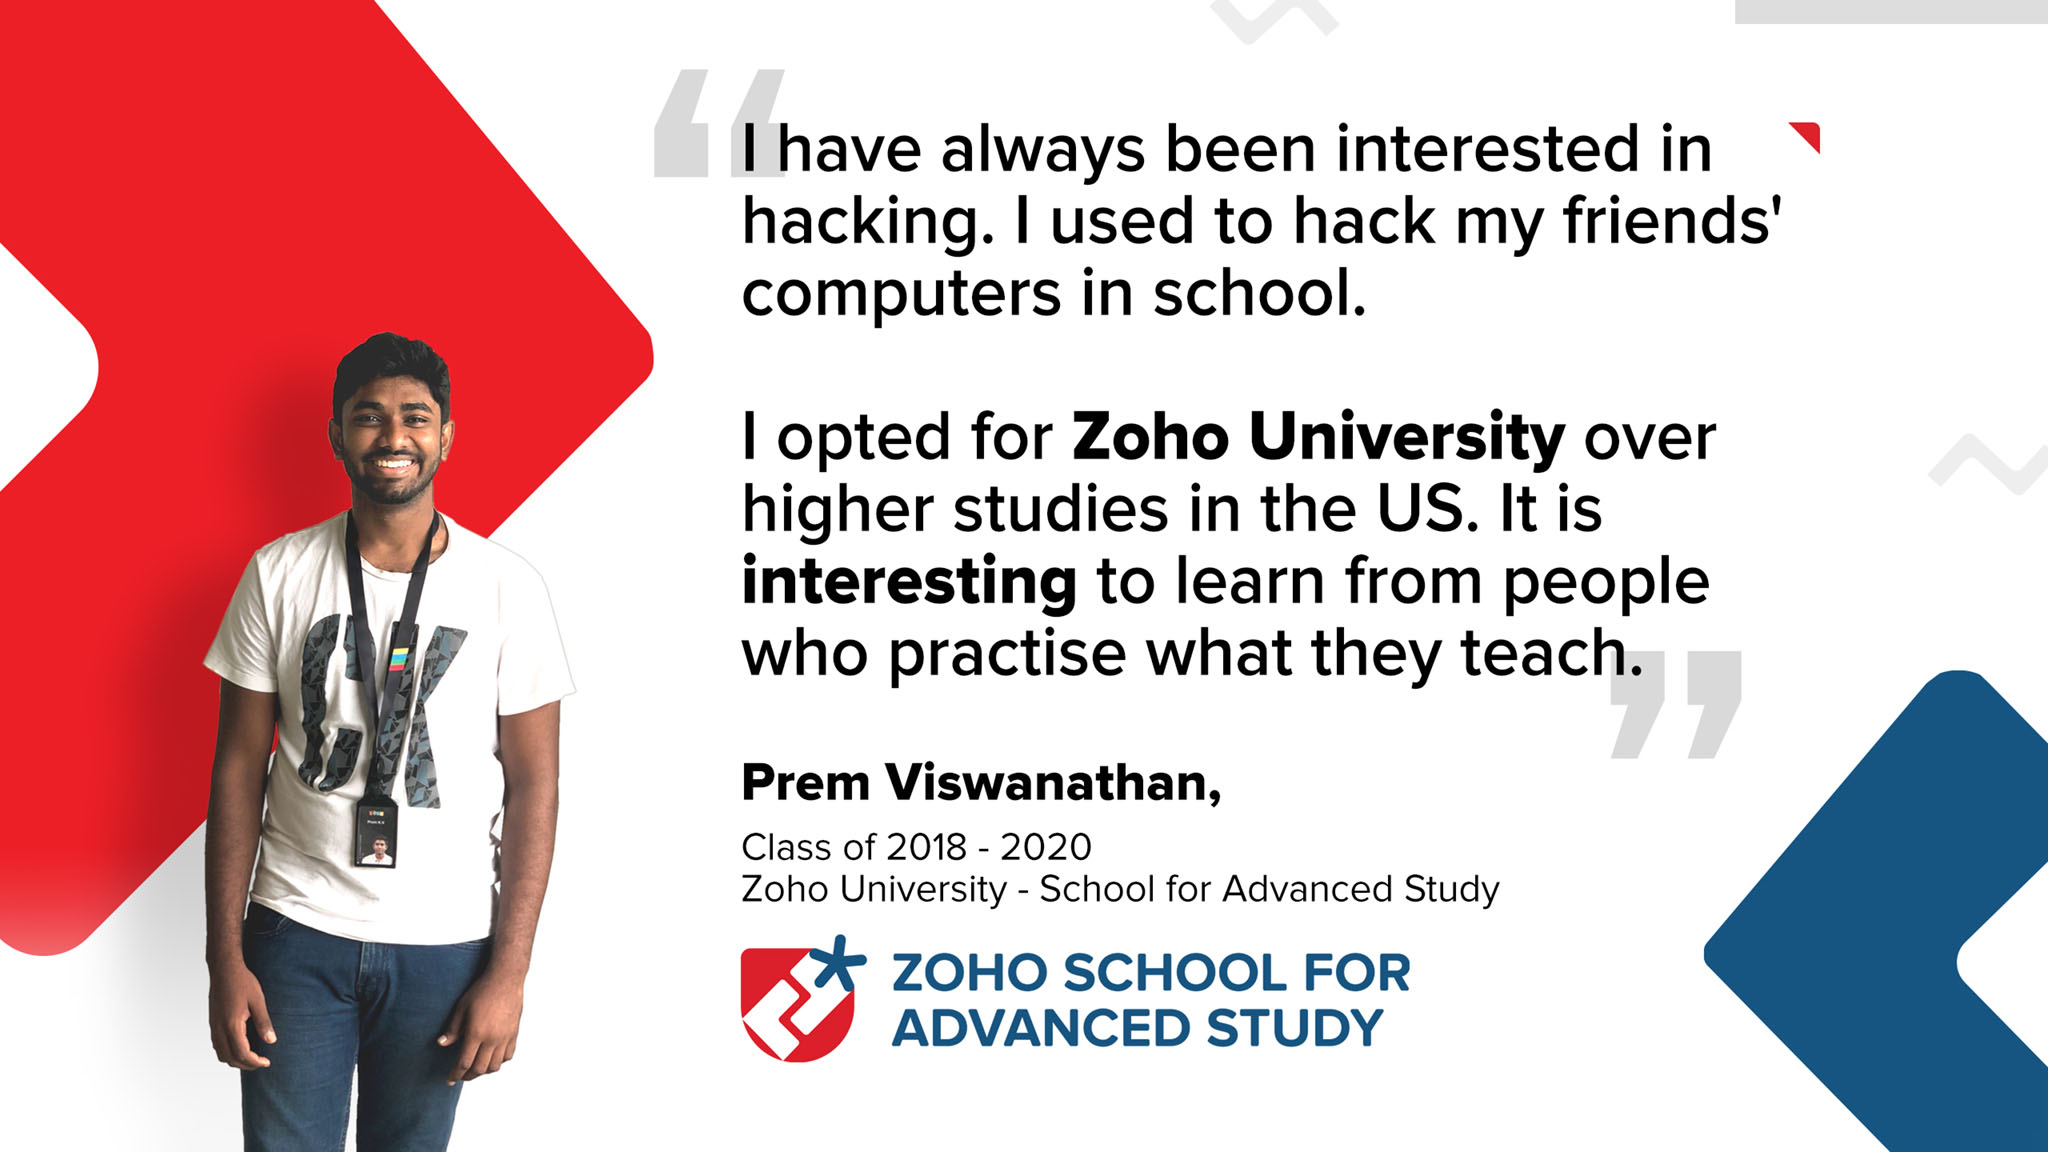 “
I have always been interested in
hacking. I used to hack my friends'
computers in school.
I opted for Zoho University over
higher studies in the US. It is
interesting to learn from people
who practise what they teach.
”
Prem Viswanathan,
Class of 2018 - 2020
Zoho University - School for Advanced Study
ZOHO SCHOOL FOR
ADVANCED STUDY
CK